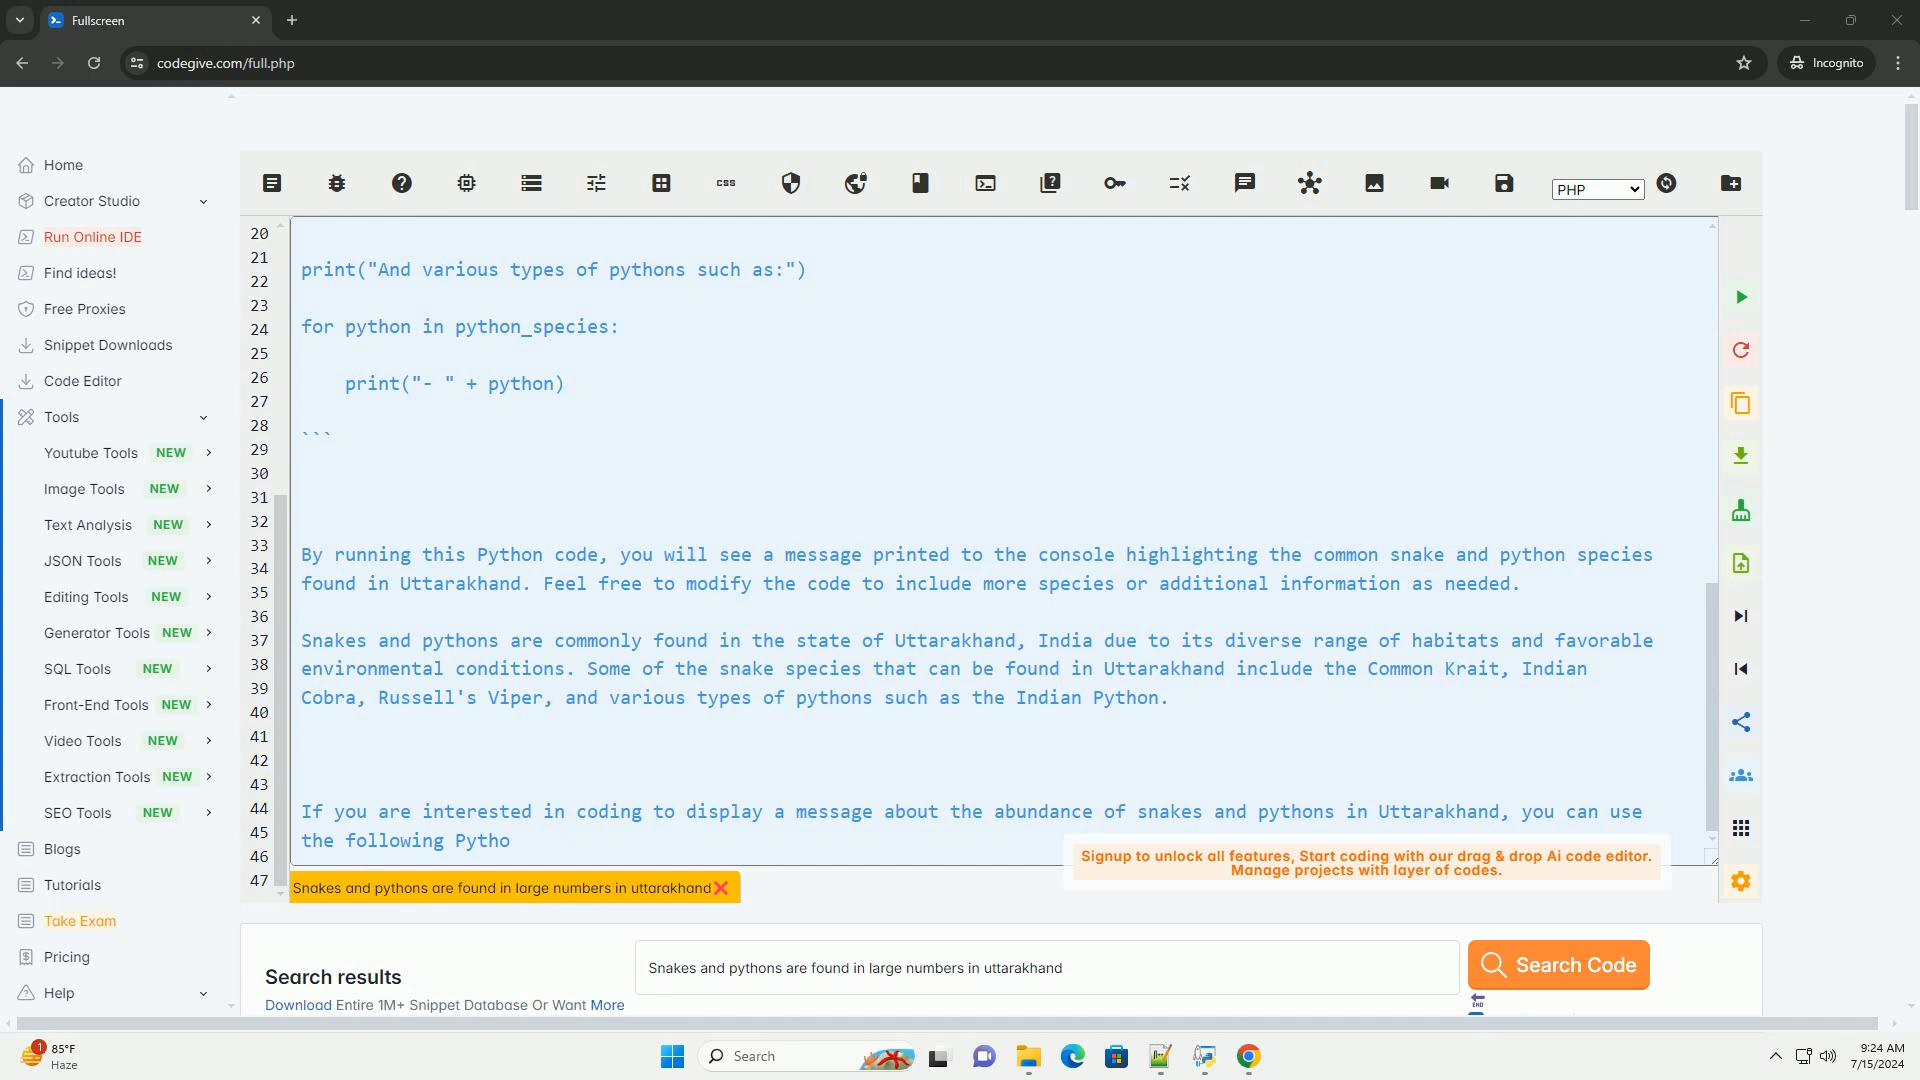 Fullscreen
codegive.com/full.php
Incognito
Home
Creator Studio
Run Online IDE
Find ideas!
Free Proxies
Snippet Downloads
Code Editor
Tools
Youtube Tools NEW
Image Tools NEW
Text Analysis NEW
JSON Tools NEW
Editing Tools NEW
Generator Tools NEW
SQL Tools NEW
Front-End Tools NEW
Video Tools NEW
Extraction Tools NEW
SEO Tools NEW
Blogs
Tutorials
Take Exam
Pricing
Help
css
PHP
20
21
22
23
24
25
26
27
28
29
30
31
32
33
34
35
36
37
38
39
40
41
42
43
44
45
46
47
print("And various types of pythons such as:")
for python in python_species:
print("- " + python)
```
By running this Python code, you will see a message printed to the console highlighting the common snake and python species
found in Uttarakhand. Feel free to modify the code to include more species or additional information as needed.
Snakes and pythons are commonly found in the state of Uttarakhand, India due to its diverse range of habitats and favorable
environmental conditions. Some of the snake species that can be found in Uttarakhand include the Common Krait, Indian
Cobra, Russell's Viper, and various types of pythons such as the Indian Python.
If you are interested in coding to display a message about the abundance of snakes and pythons in Uttarakhand, you can use
the following Pytho
Signup to unlock all features, Start coding with our drag & drop Ai code editor.
Manage projects with layer of codes.
Snakes and pythons are found in large numbers in uttarakhand
Search results
Download Entire 1M+ Snippet Database Or Want More
Snakes and pythons are found in large numbers in uttarakhand
Search Code
END
1
85°F
Haze
Search
9:24 AM
7/15/2024